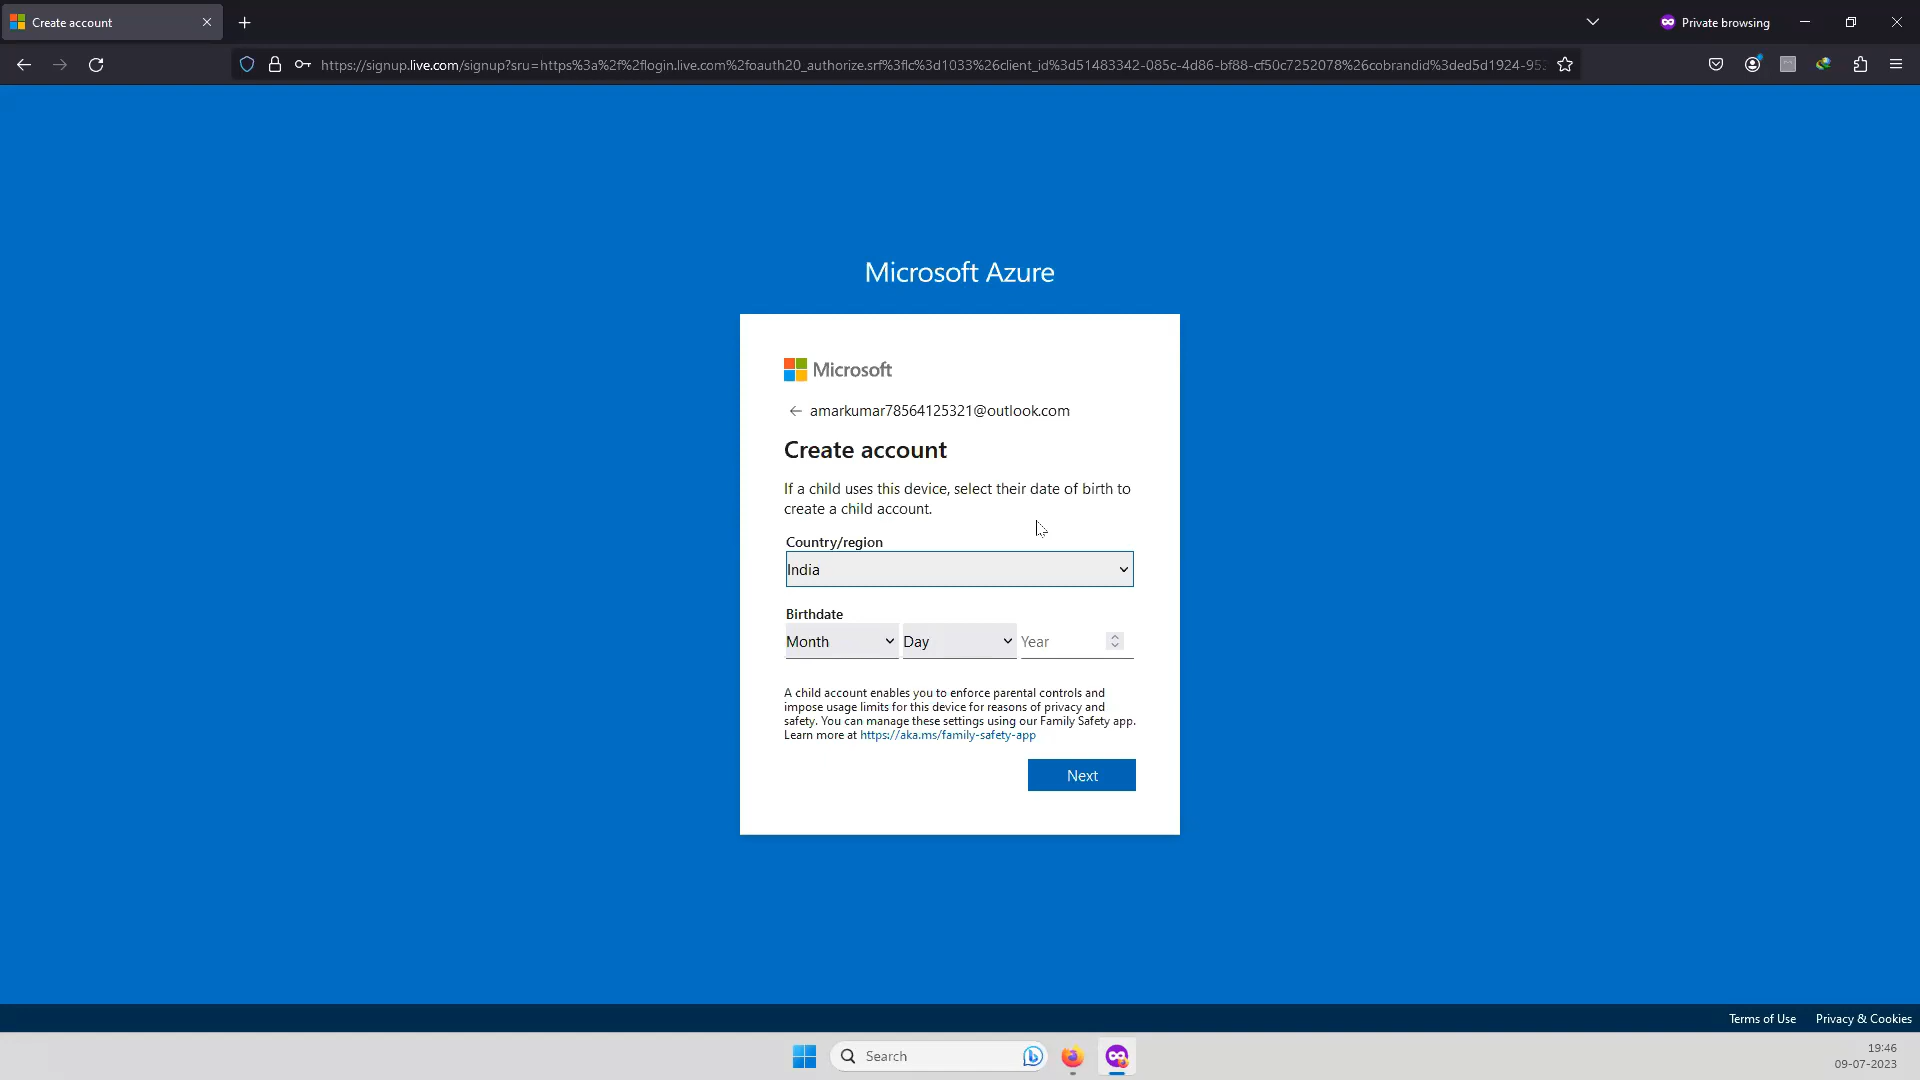 Create account
Private browsing
https://signup.live.com/signup?sru=https%3a%2f%2flogin.live.com%2foauth20_authorize.srf%3flc%3d1033%26client_id%3d51483342-085c-4d86-bf88-cf50c7252078%26cobrandid%3ded5d1924-95
Microsoft Azure
Microsoft
amarkumar78564125321@outlook.com
Create account
If a child uses this device, select their date of birth to
create a child account.
Country/region
India
Birthdate
Month Day Year
A child account enables you to enforce parental controls and
impose usage limits for this device for reasons of privacy and
safety. You can manage these settings using our Family Safety app.
Learn more at https://aka.ms/family-safety-app
Next
Terms of Use Privacy & Cookies
Search
19:46
09-07-2023